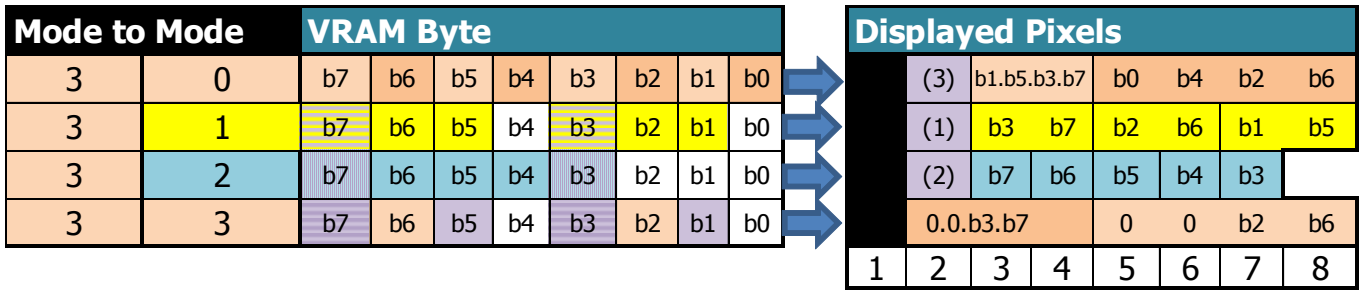 Mode to Mode VRAM Byte Displayed Pixels
3 0 b7 b6 b5 b4 b3 b2 b1 b0 (3) b1.b5.b3.b7 b0 b4 b2 b6
3 1 b7 b6 b5 b4 b3 b2 b1 b0 (1) b3 b7 b2 b6 b1 b5
3 2 b7 b6 b5 b4 b3 b2 b1 b0 (2) b7 b6 b5 b4 b3
3 3 b7 b6 b5 b4 b3 b2 b1 b0 0.0.b3.b7 0 0 b2 b6
1 2 3 4 5 6 7 8